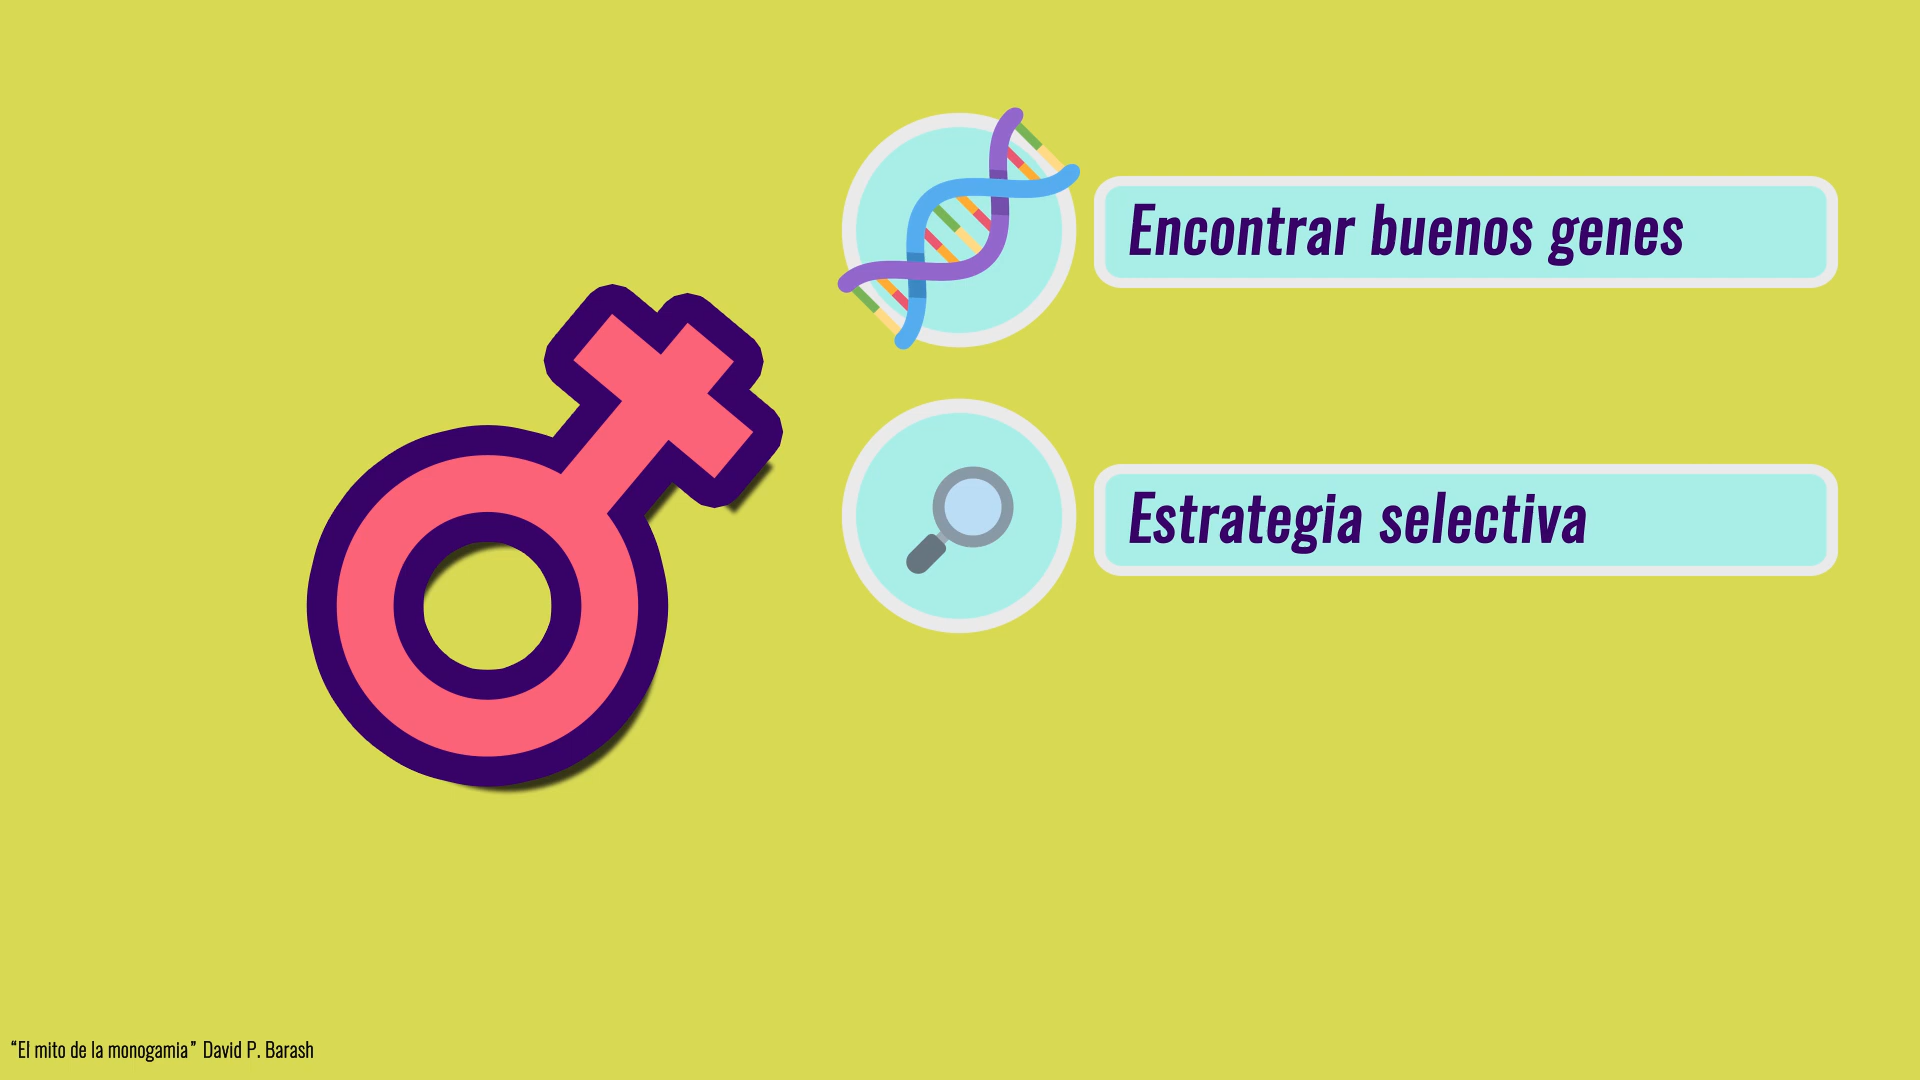 Encontrar buenos genes
Estrategia selectiva
“El mito de la monogamia” David P. Barash